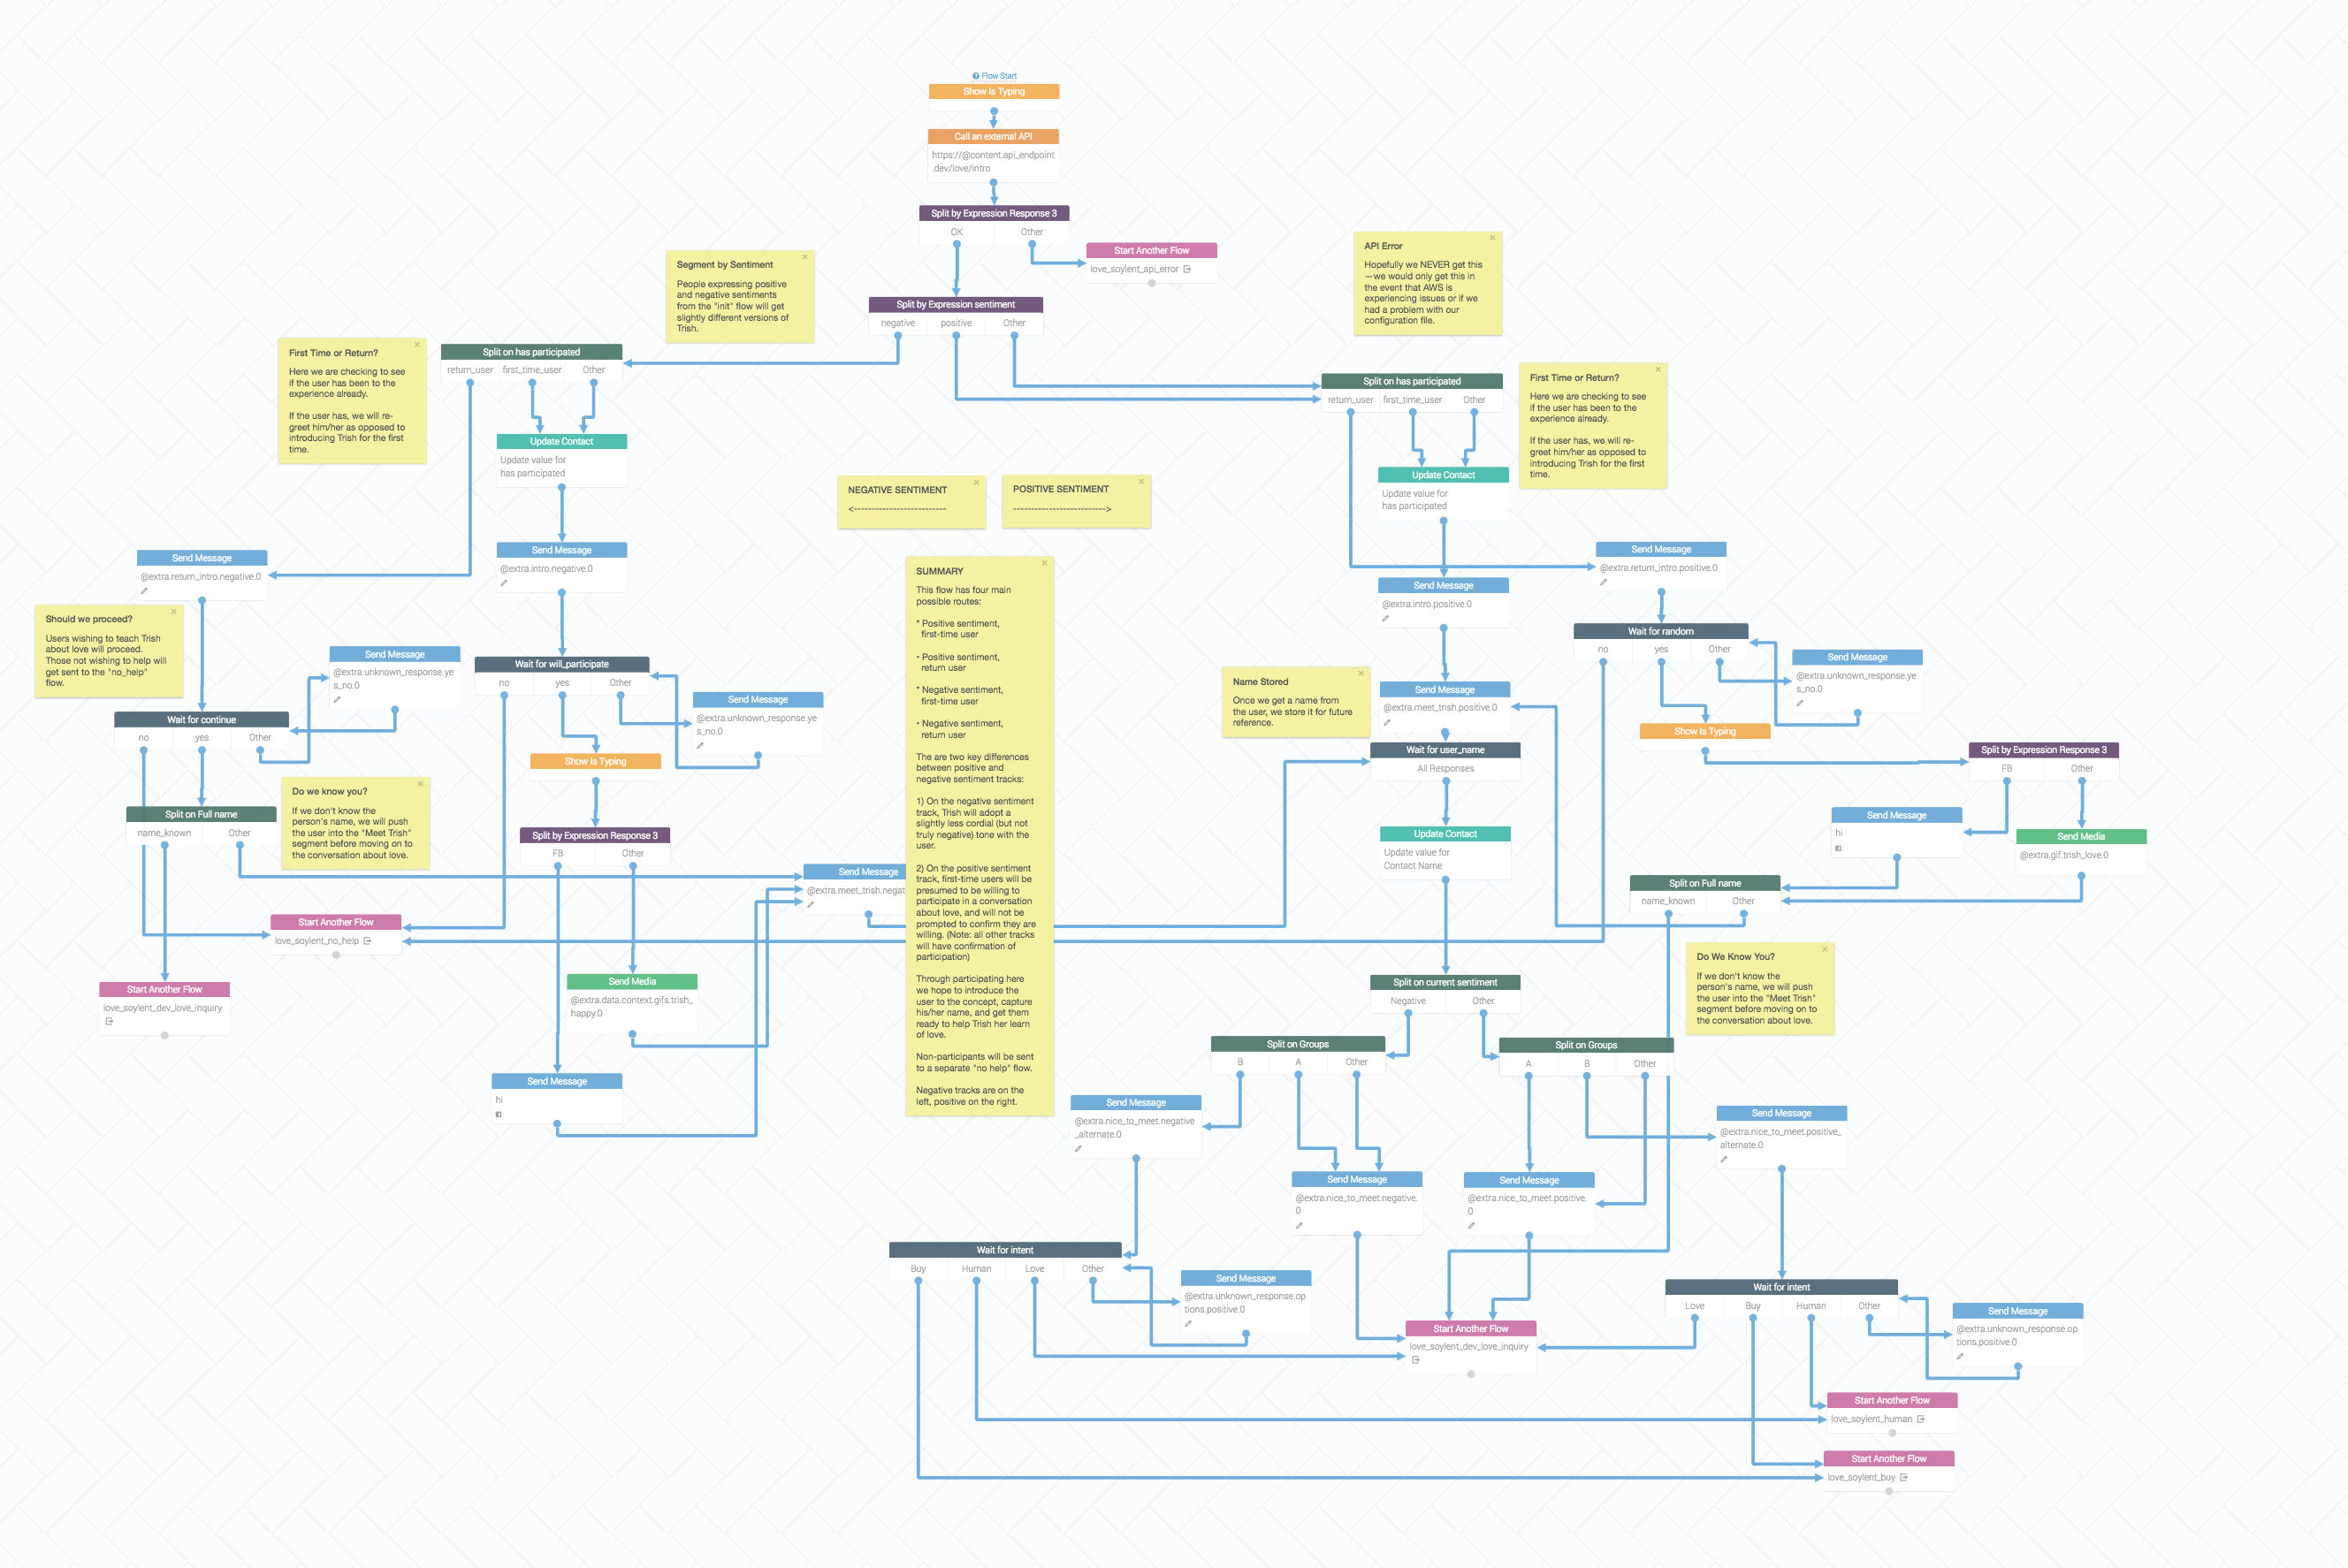 Flow Start
Show Is Typing
Call an external API
https://@content.api_endpoint
.dev/love/intro
Split by Expression Response 3
OK
Other
Start Another Flow
love_soylent_api_error
Segment by Sentiment
People expressing positive
and negative sentiments
from the "init" flow will get
slightly different versions of
Trish.
API Error
Hopefully we NEVER get this
—we would only get this in
the event that AWS is
experiencing issues or if we
had a problem with our
configuration file.
Split by Expression sentiment
negative
positive
Other
First Time or Return?
Here we are checking to see
if the user has been to the
experience already.
If the user has, we will re-
greet him/her as opposed to
introducing Trish for the first
time.
Split on has participated
return_user
first_time_user
Other
Update Contact
Update value for
has participated
Split on has participated
return_user
first_time_user
Other
First Time or Return?
Here we are checking to see
if the user has been to the
experience already.
If the user has, we will re-
greet him/her as opposed to
introducing Trish for the first
time.
Update Contact
Update value for
has participated
NEGATIVE SENTIMENT
<--------------------------
POSITIVE SENTIMENT
-------------------------->
Send Message
@extra.return_intro.negative.0
Send Message
@extra.intro.negative.0
Should we proceed?
Users wishing to teach Trish
about love will proceed.
Those not wishing to help will
get sent to the "no_help"
flow.
Send Message
@extra.unknown_response.ye
s_no.0
Wait for will_participate
no
yes
Other
Send Message
@extra.unknown_response.ye
s_no.0
Wait for continue
no
yes
Other
Show Is Typing
Do we know you?
If we don't know the
person's name, we will push
the user into the "Meet Trish"
segment before moving on to
the conversation about love.
Split on Full name
name_known
Other
Split by Expression Response 3
FB
Other
Send Message
@extra.meet_trish.negat
Start Another Flow
love_soylent_no_help
Start Another Flow
love_soylent_dev_love_inquiry
Send Media
@extra.data.context.gifs.trish_
happy.0
Send Message
hi
SUMMARY
This flow has four main
possible routes:
* Positive sentiment,
first-time user
• Positive sentiment,
return user
* Negative sentiment,
first-time user
• Negative sentiment,
return user
The are two key differences
between positive and
negative sentiment tracks:
1) On the negative sentiment
track, Trish will adopt a
slightly less cordial (but not
truly negative) tone with the
user.
2) On the positive sentiment
track, first-time users will be
presumed to be willing to
participate in a conversation
about love, and will not be
prompted to confirm they are
willing. (Note: all other tracks
will have confirmation of
participation)
Through participating here
we hope to introduce the
user to the concept, capture
his/her name, and get them
ready to help Trish her learn
of love.
Non-participants will be sent
to a separate "no help" flow.
Negative tracks are on the
left, positive on the right.
Send Message
@extra.return_intro.positive.0
Send Message
@extra.intro.positive.0
Wait for random
no
yes
Other
Send Message
@extra.unknown_response.ye
s_no.0
Name Stored
Once we get a name from
the user, we store it for future
reference.
Send Message
@extra.meet_trish.positive.0
Show Is Typing
Wait for user_name
All Responses
Split by Expression Response 3
FB
Other
Send Message
hi
Send Media
@extra.gif.trish_love.0
Update Contact
Update value for
Contact Name
Split on Full name
name_known
Other
Do We Know You?
If we don't know the
person's name, we will push
the user into the "Meet Trish"
segment before moving on to
the conversation about love.
Split on current sentiment
Negative
Other
Split on Groups
B
A
Other
Split on Groups
A
B
Other
Send Message
@extra.nice_to_meet.negative
_alternate.0
Send Message
@extra.nice_to_meet.positive_
alternate.0
Send Message
@extra.nice_to_meet.negative.
0
Send Message
@extra.nice_to_meet.positive.
0
Wait for intent
Buy
Human
Love
Other
Send Message
@extra.unknown_response.op
tions.positive.0
Wait for intent
Love
Buy
Human
Other
Send Message
@extra.unknown_response.op
tions.positive.0
Start Another Flow
love_soylent_dev_love_inquiry
Start Another Flow
love_soylent_human
Start Another Flow
love_soylent_buy